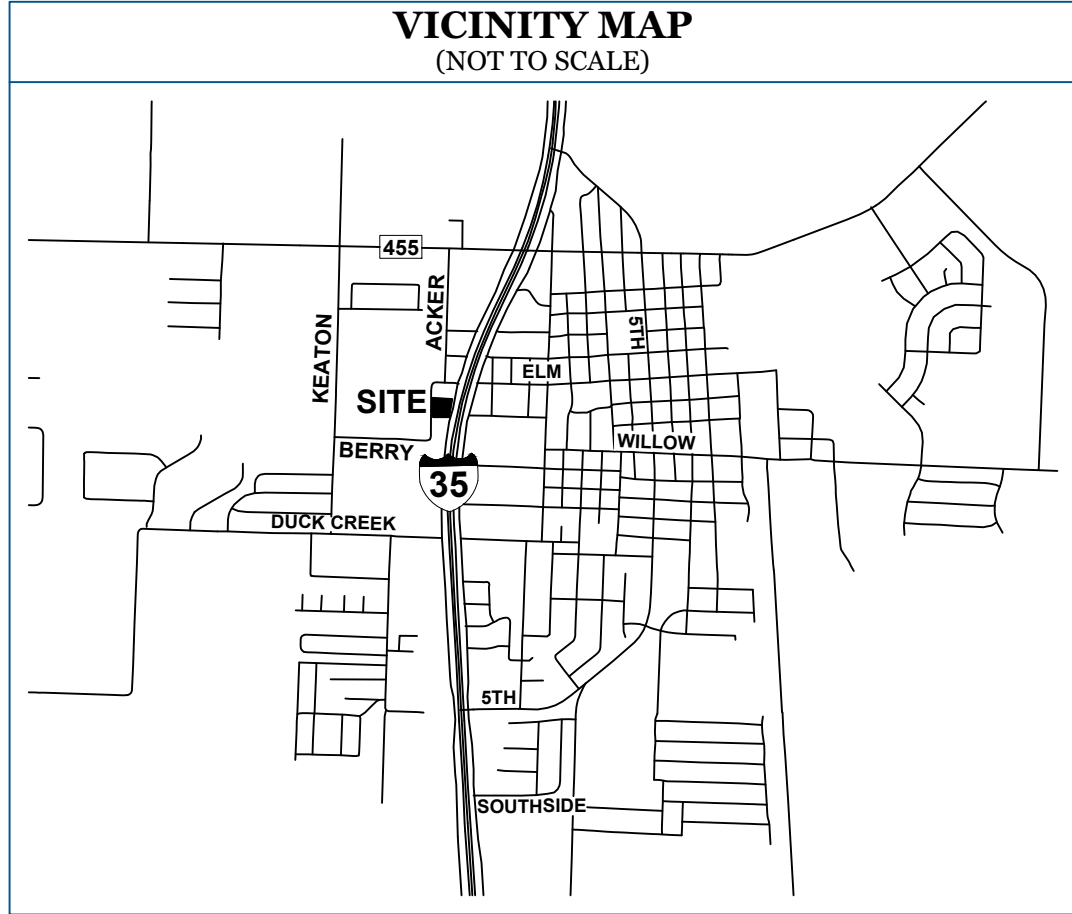 VICINITY MAP
(NOT TO SCALE)
455
ACKER
KEATON
5TH
ELM
SITE
WILLOW
BERRY
35
DUCK CREEK
5TH
SOUTHSIDE